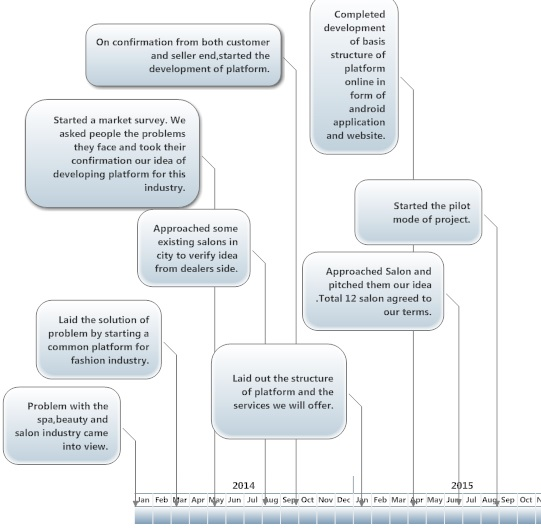 Completed
development
of basis
structure of
platform
online in
form of
android
application
and website.
On confirmation from both customer
and seller end,started the
development of platform.
Started a market survey. We
asked people the problems
they face and took their
confirmation our idea of
developing platform for this
industry.
Started the pilot
mode of project.
Approached some
existing salons in
city to verify idea
from dealers side.
Approached Salon and
pitched them our idea
.Total 12 salon agreed to
our terms.
Laid the solution of
problem by starting a
common platform for
fashion industry.
Laid out the structure
of platform and the
services we will offer.
Problem with the
spa,beauty and
salon industry came
into view.
2014 2015
Jan Feb Mar Apr May Jun Jul Aug Sep Oct Nov Dec Jan Feb Mar Apr May Jun Jul Aug Sep Oct N